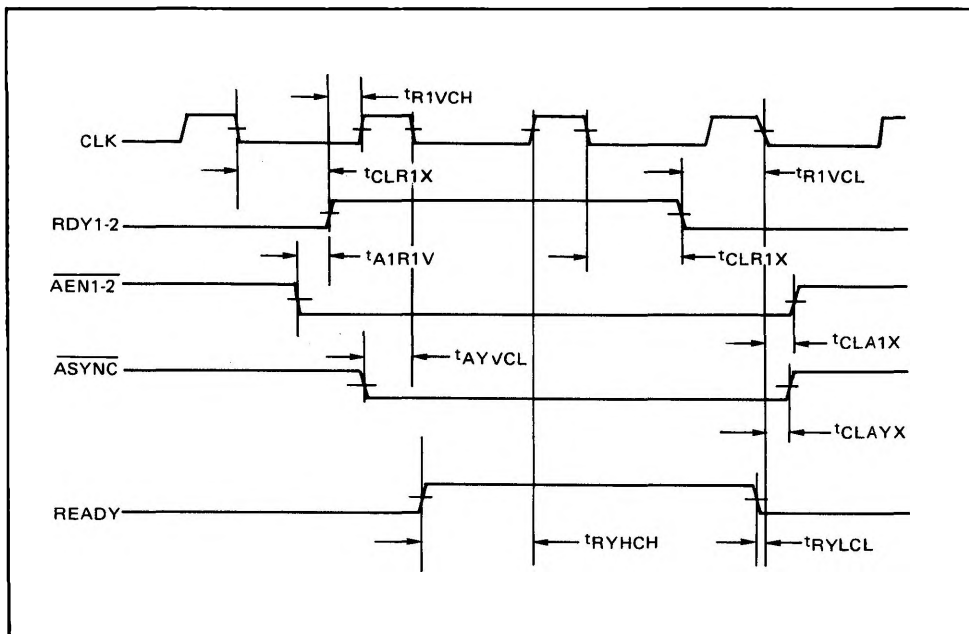 tR1VCH
CLK
tCLR1X
tR1VCL
RDY1-2
tA1R1V
tCLR1X
AEN1-2
tCLA1X
tAYVCL
ASYNC
tCLAYX
READY
tRYHCH
tRYLCL